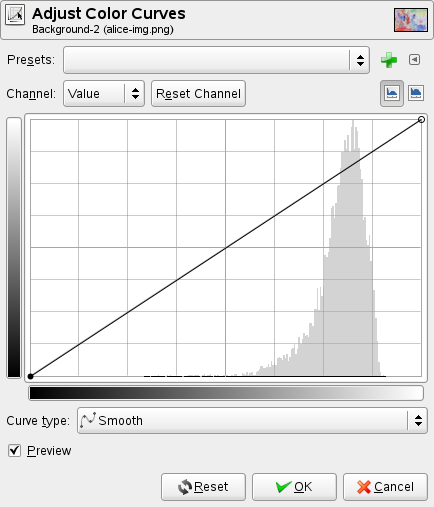 Adjust Color Curves
Background-2 (alice-img.png)
Presets:
Channel: Value Reset Channel
Curve type: Smooth
Preview
Reset OK Cancel